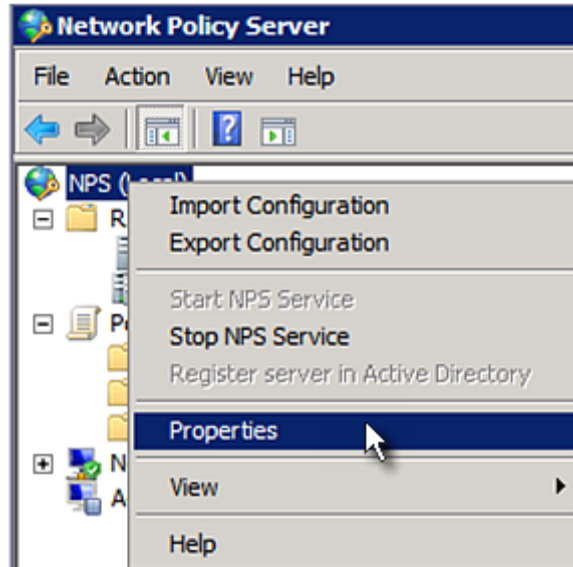 Network Policy Server
File Action View Help
NPS (Local)
Import Configuration
Export Configuration
Start NPS Service
Stop NPS Service
Register server in Active Directory
Properties
View
Help